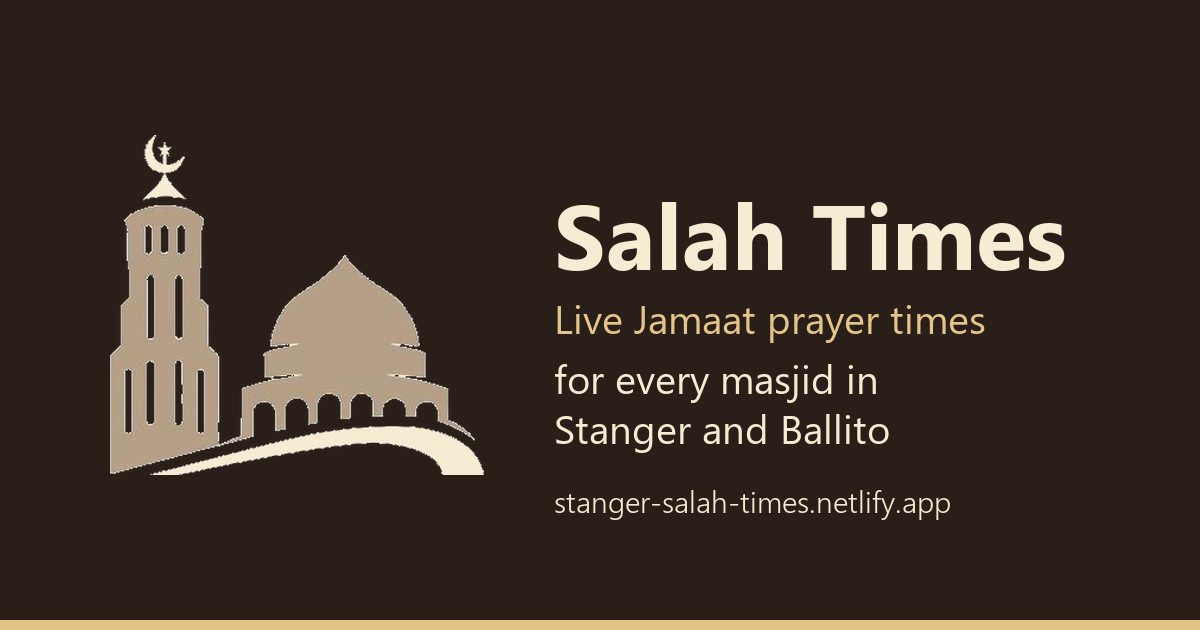 Salah Times
Live Jamaat prayer times
for every masjid in
Stanger and Ballito
stanger-salah-times.netlify.app